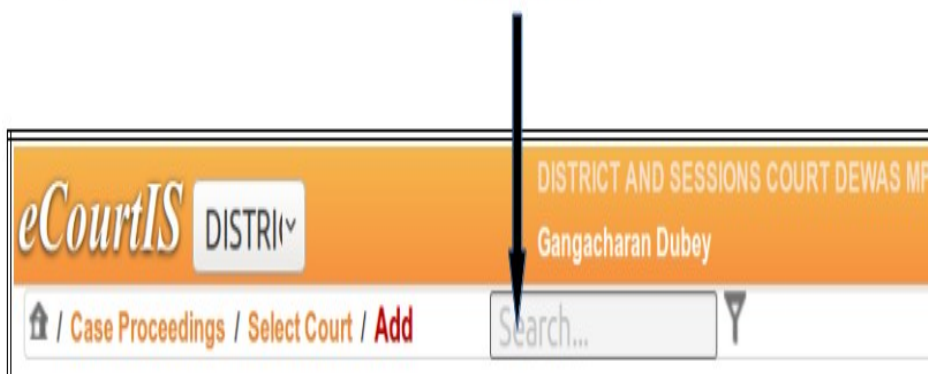 eCourtIS DISTRI
DISTRICT AND SESSIONS COURT DEWAS MP
Gangacharan Dubey
/ Case Proceedings / Select Court / Add
Search...